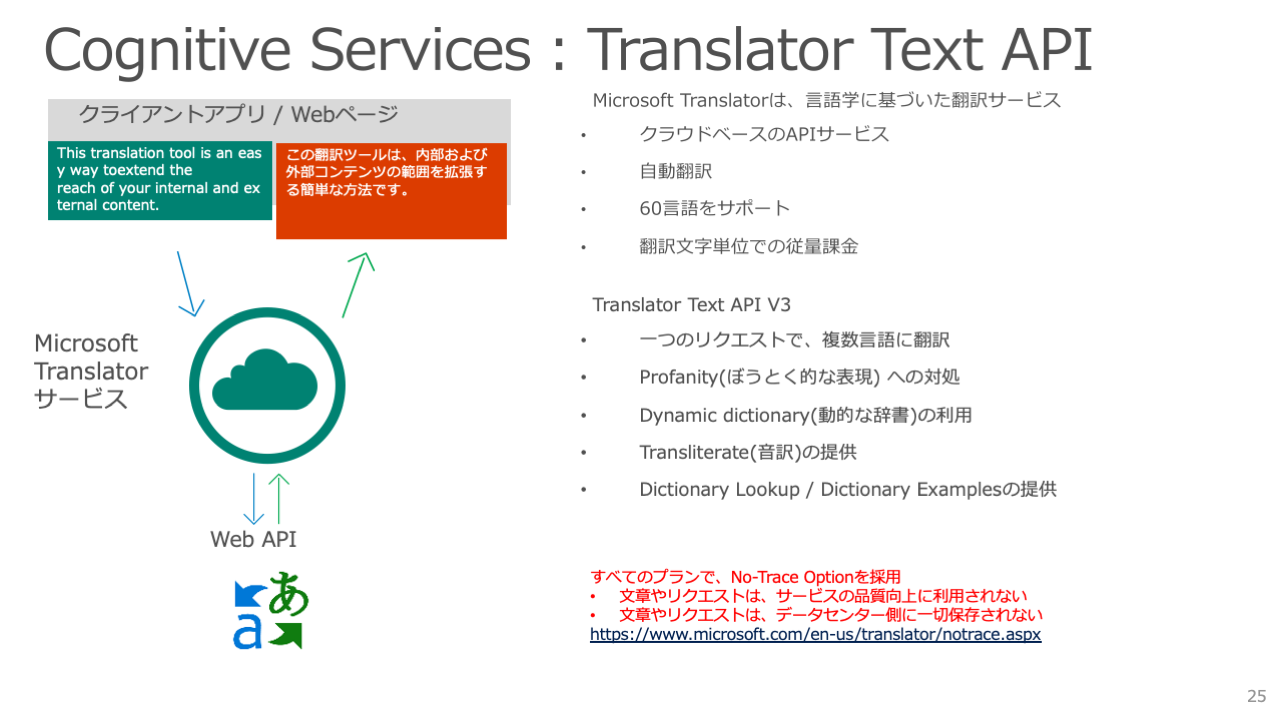 Cognitive Services : Translator Text API
クライアントアプリ / Webページ
This translation tool is an eas
y way toextend the
reach of your internal and ex
ternal content.
この翻訳ツールは、内部および
外部コンテンツの範囲を拡張す
る簡単な方法です。
Microsoft
Translator
サービス
Web API
あ
a
Microsoft Translatorは、言語学に基づいた翻訳サービス
• クラウドベースのAPIサービス
• 自動翻訳
• 60言語をサポート
• 翻訳文字単位での従量課金
Translator Text API V3
• 一つのリクエストで、複数言語に翻訳
• Profanity(ぼうとく的な表現) への対処
• Dynamic dictionary(動的な辞書)の利用
• Transliterate(音訳)の提供
• Dictionary Lookup / Dictionary Examplesの提供
すべてのプランで、No-Trace Optionを採用
• 文章やリクエストは、サービスの品質向上に利用されない
• 文章やリクエストは、データセンター側に一切保存されない
https://www.microsoft.com/en-us/translator/notrace.aspx
25